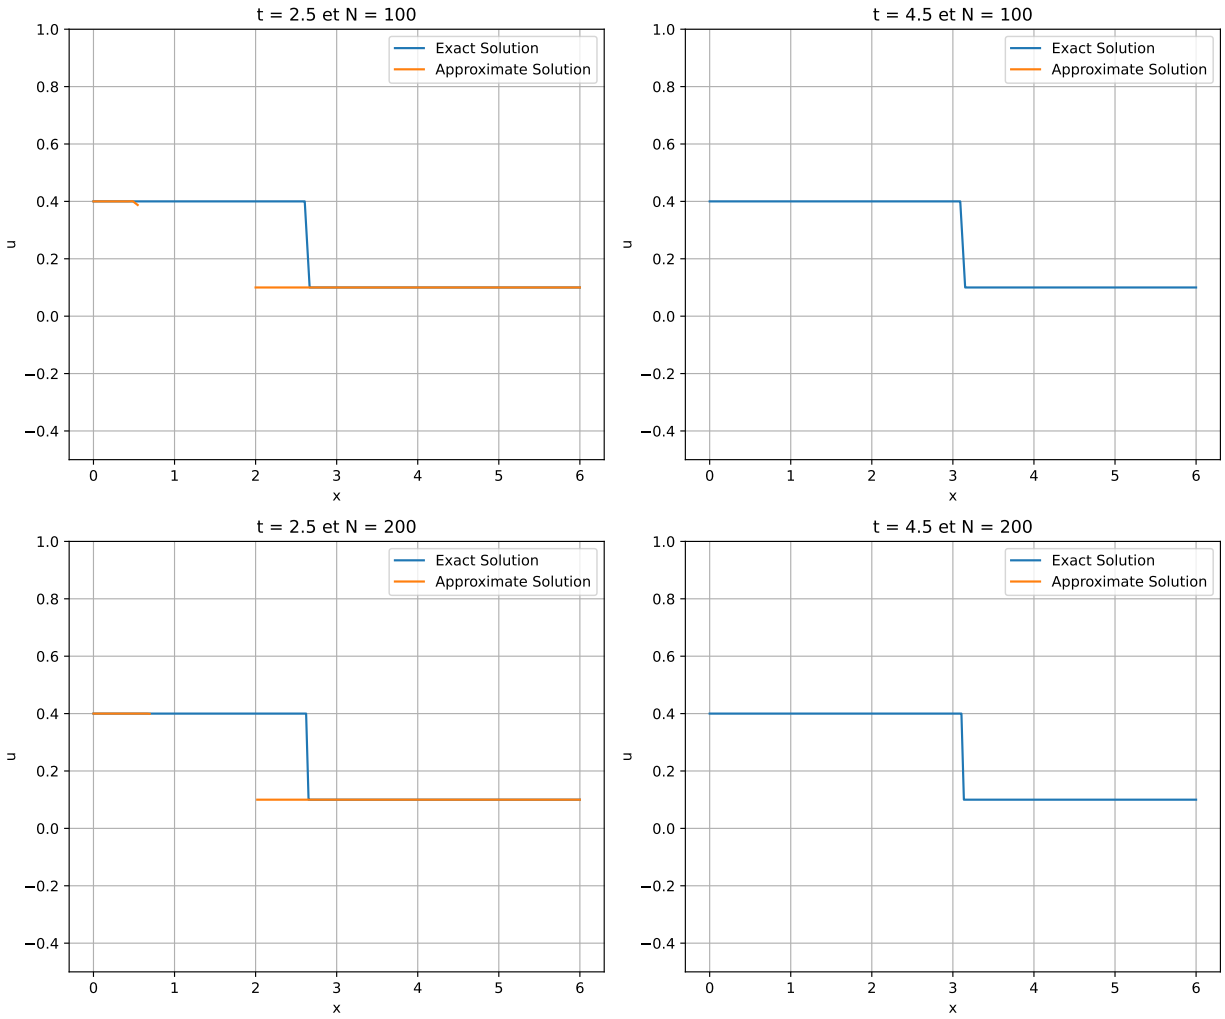 t = 2.5 et N = 100
1.0
0.8
0.6
0.4
0.2
0.0
−0.2
−0.4
u
Exact Solution
Approximate Solution
0 1 2 3 4 5 6
x
t = 4.5 et N = 100
1.0
0.8
0.6
0.4
0.2
0.0
−0.2
−0.4
u
Exact Solution
Approximate Solution
0 1 2 3 4 5 6
x
t = 2.5 et N = 200
1.0
0.8
0.6
0.4
0.2
0.0
−0.2
−0.4
u
Exact Solution
Approximate Solution
0 1 2 3 4 5 6
x
t = 4.5 et N = 200
1.0
0.8
0.6
0.4
0.2
0.0
−0.2
−0.4
u
Exact Solution
Approximate Solution
0 1 2 3 4 5 6
x